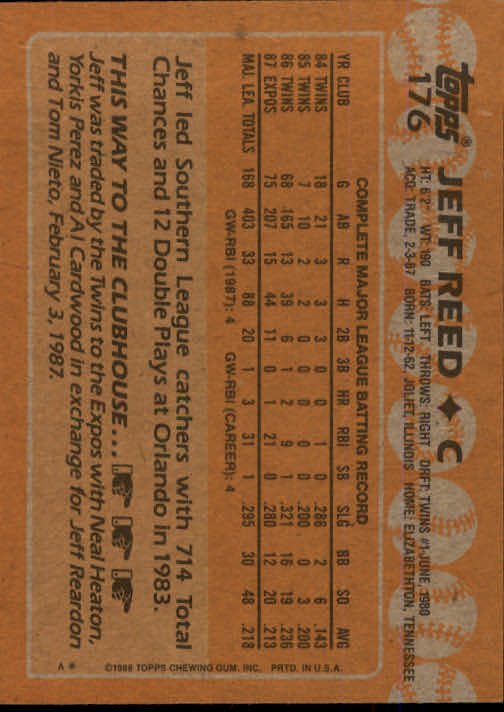 topps® JEFF REED ◆ C
176
HT: 6'2" WT: 190 BATS: LEFT THROWS: RIGHT DRFT: TWINS #1-JUNE, 1980
ACQ: TRADE, 2-3-87 BORN: 11-12-62, JOLIET, ILLINOIS HOME: ELIZABETHTON, TENNESSEE
COMPLETE MAJOR LEAGUE BATTING RECORD
YR CLUB G AB R H 2B 3B HR RBI SB SLG BB SO AVG
84 TWINS 18 21 3 3 3 0 0 1 0 .286 2 6 .143
85 TWINS 7 10 2 2 0 0 0 0 0 .200 0 3 .200
86 TWINS 68 165 13 39 6 1 2 9 1 .321 16 19 .236
87 EXPOS 75 207 15 44 11 0 1 21 0 .280 12 20 .213
MAJ. LEA. TOTALS 168 403 33 88 20 1 3 31 1 .295 30 48 .218
GW-RBI (1987): 4 GW-RBI (CAREER): 4
Jeff led Southern League catchers with 714 Total
Chances and 12 Double Plays at Orlando in 1983.
THIS WAY TO THE CLUBHOUSE...
Jeff was traded by the Twins to the Expos with Neal Heaton,
Yorkis Perez and Al Cardwood in exchange for Jeff Reardon
and Tom Nieto, February 3, 1987.
A * ©1988 TOPPS CHEWING GUM, INC. PRTD. IN U.S.A.